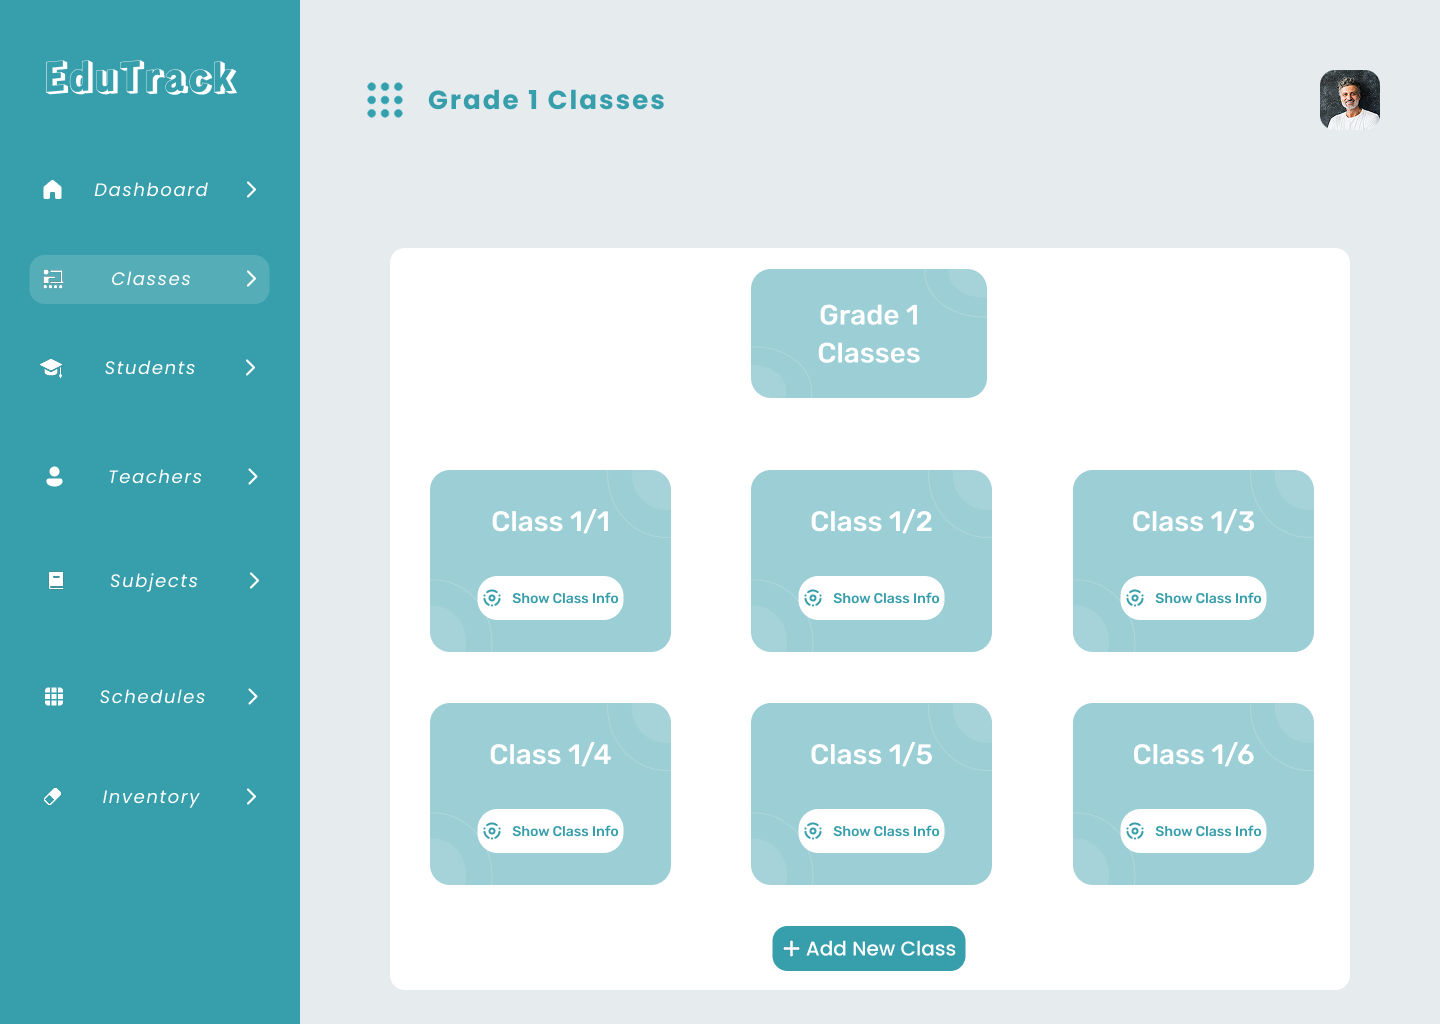 EduTrack
Dashboard
Classes
Students
Teachers
Subjects
Schedules
Inventory
Grade 1 Classes
Grade 1
Classes
Class 1/1
Show Class Info
Class 1/2
Show Class Info
Class 1/3
Show Class Info
Class 1/4
Show Class Info
Class 1/5
Show Class Info
Class 1/6
Show Class Info
+ Add New Class